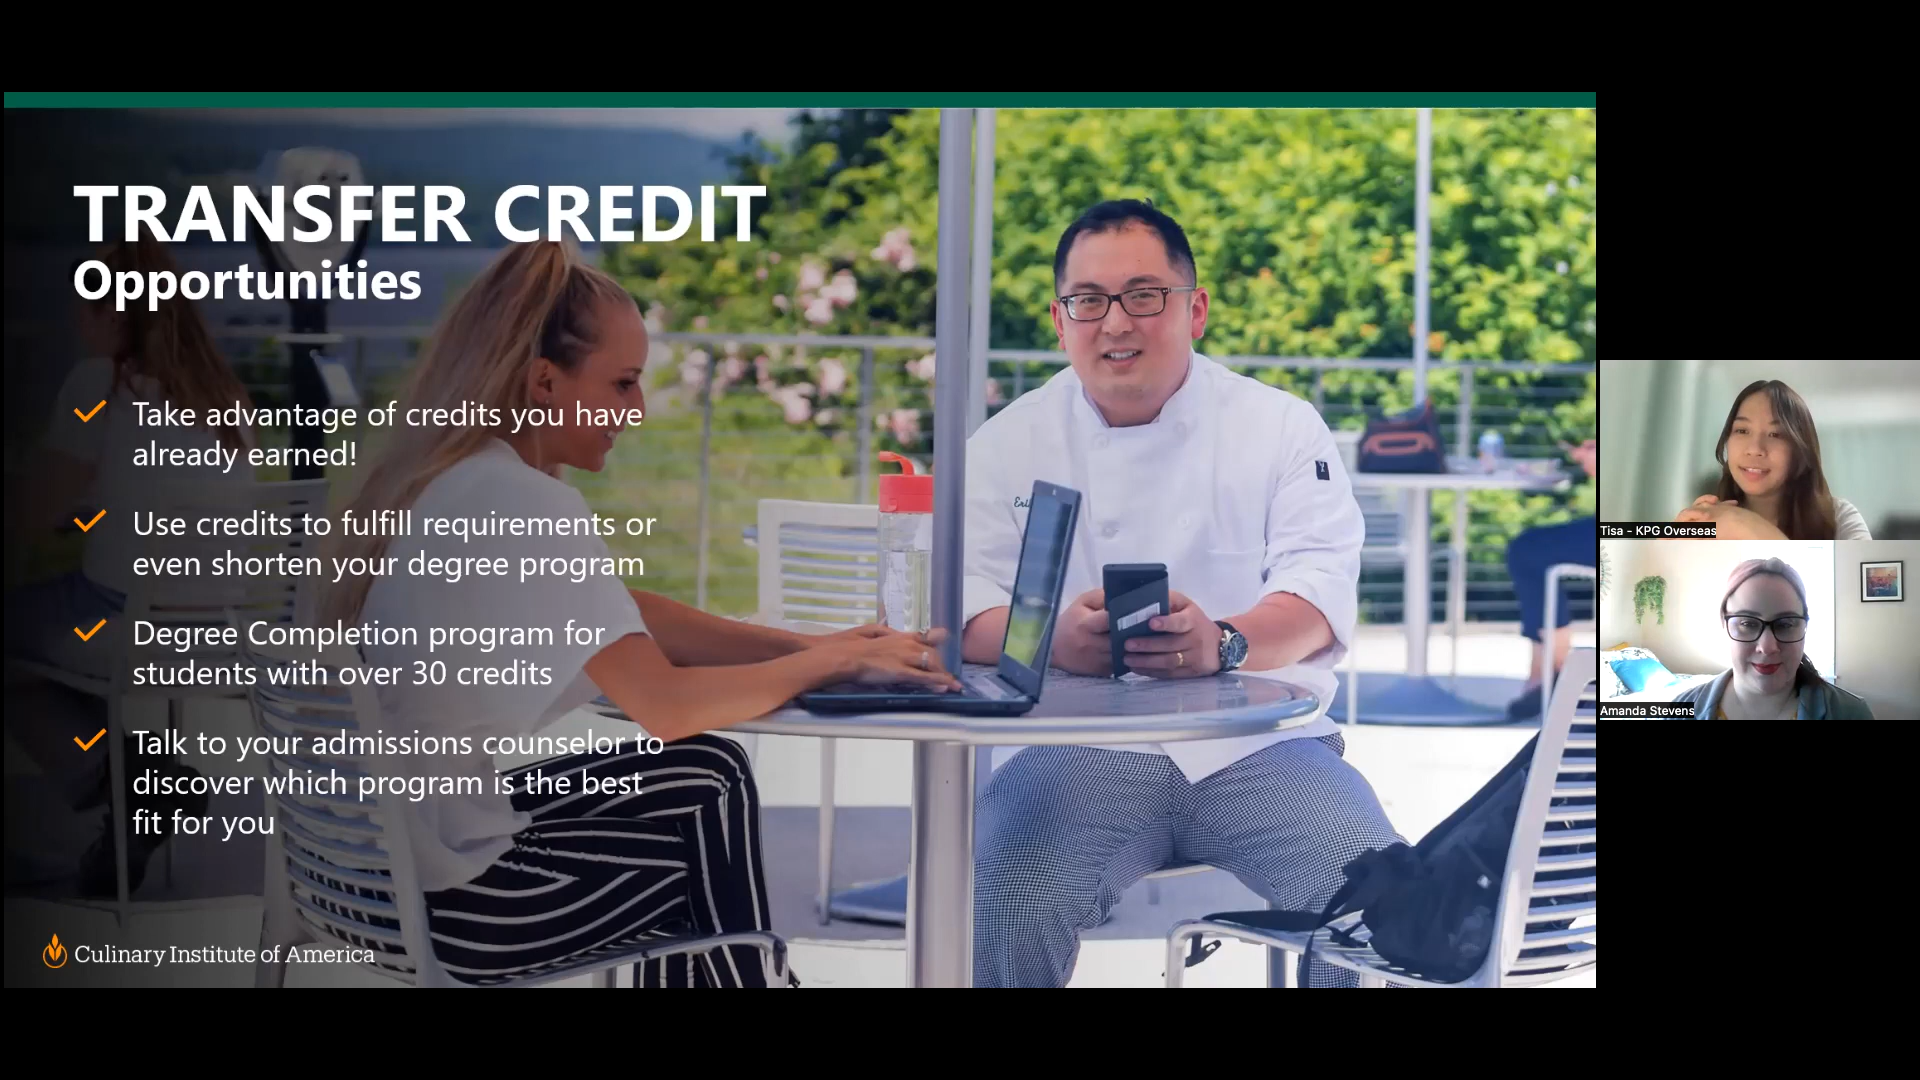 TRANSFER CREDIT
Opportunities
Take advantage of credits you have
already earned!
Use credits to fulfill requirements or
even shorten your degree program
Degree Completion program for
students with over 30 credits
Talk to your admissions counselor to
discover which program is the best
fit for you
Culinary Institute of America
Tisa - KPG Overseas
Amanda Stevens